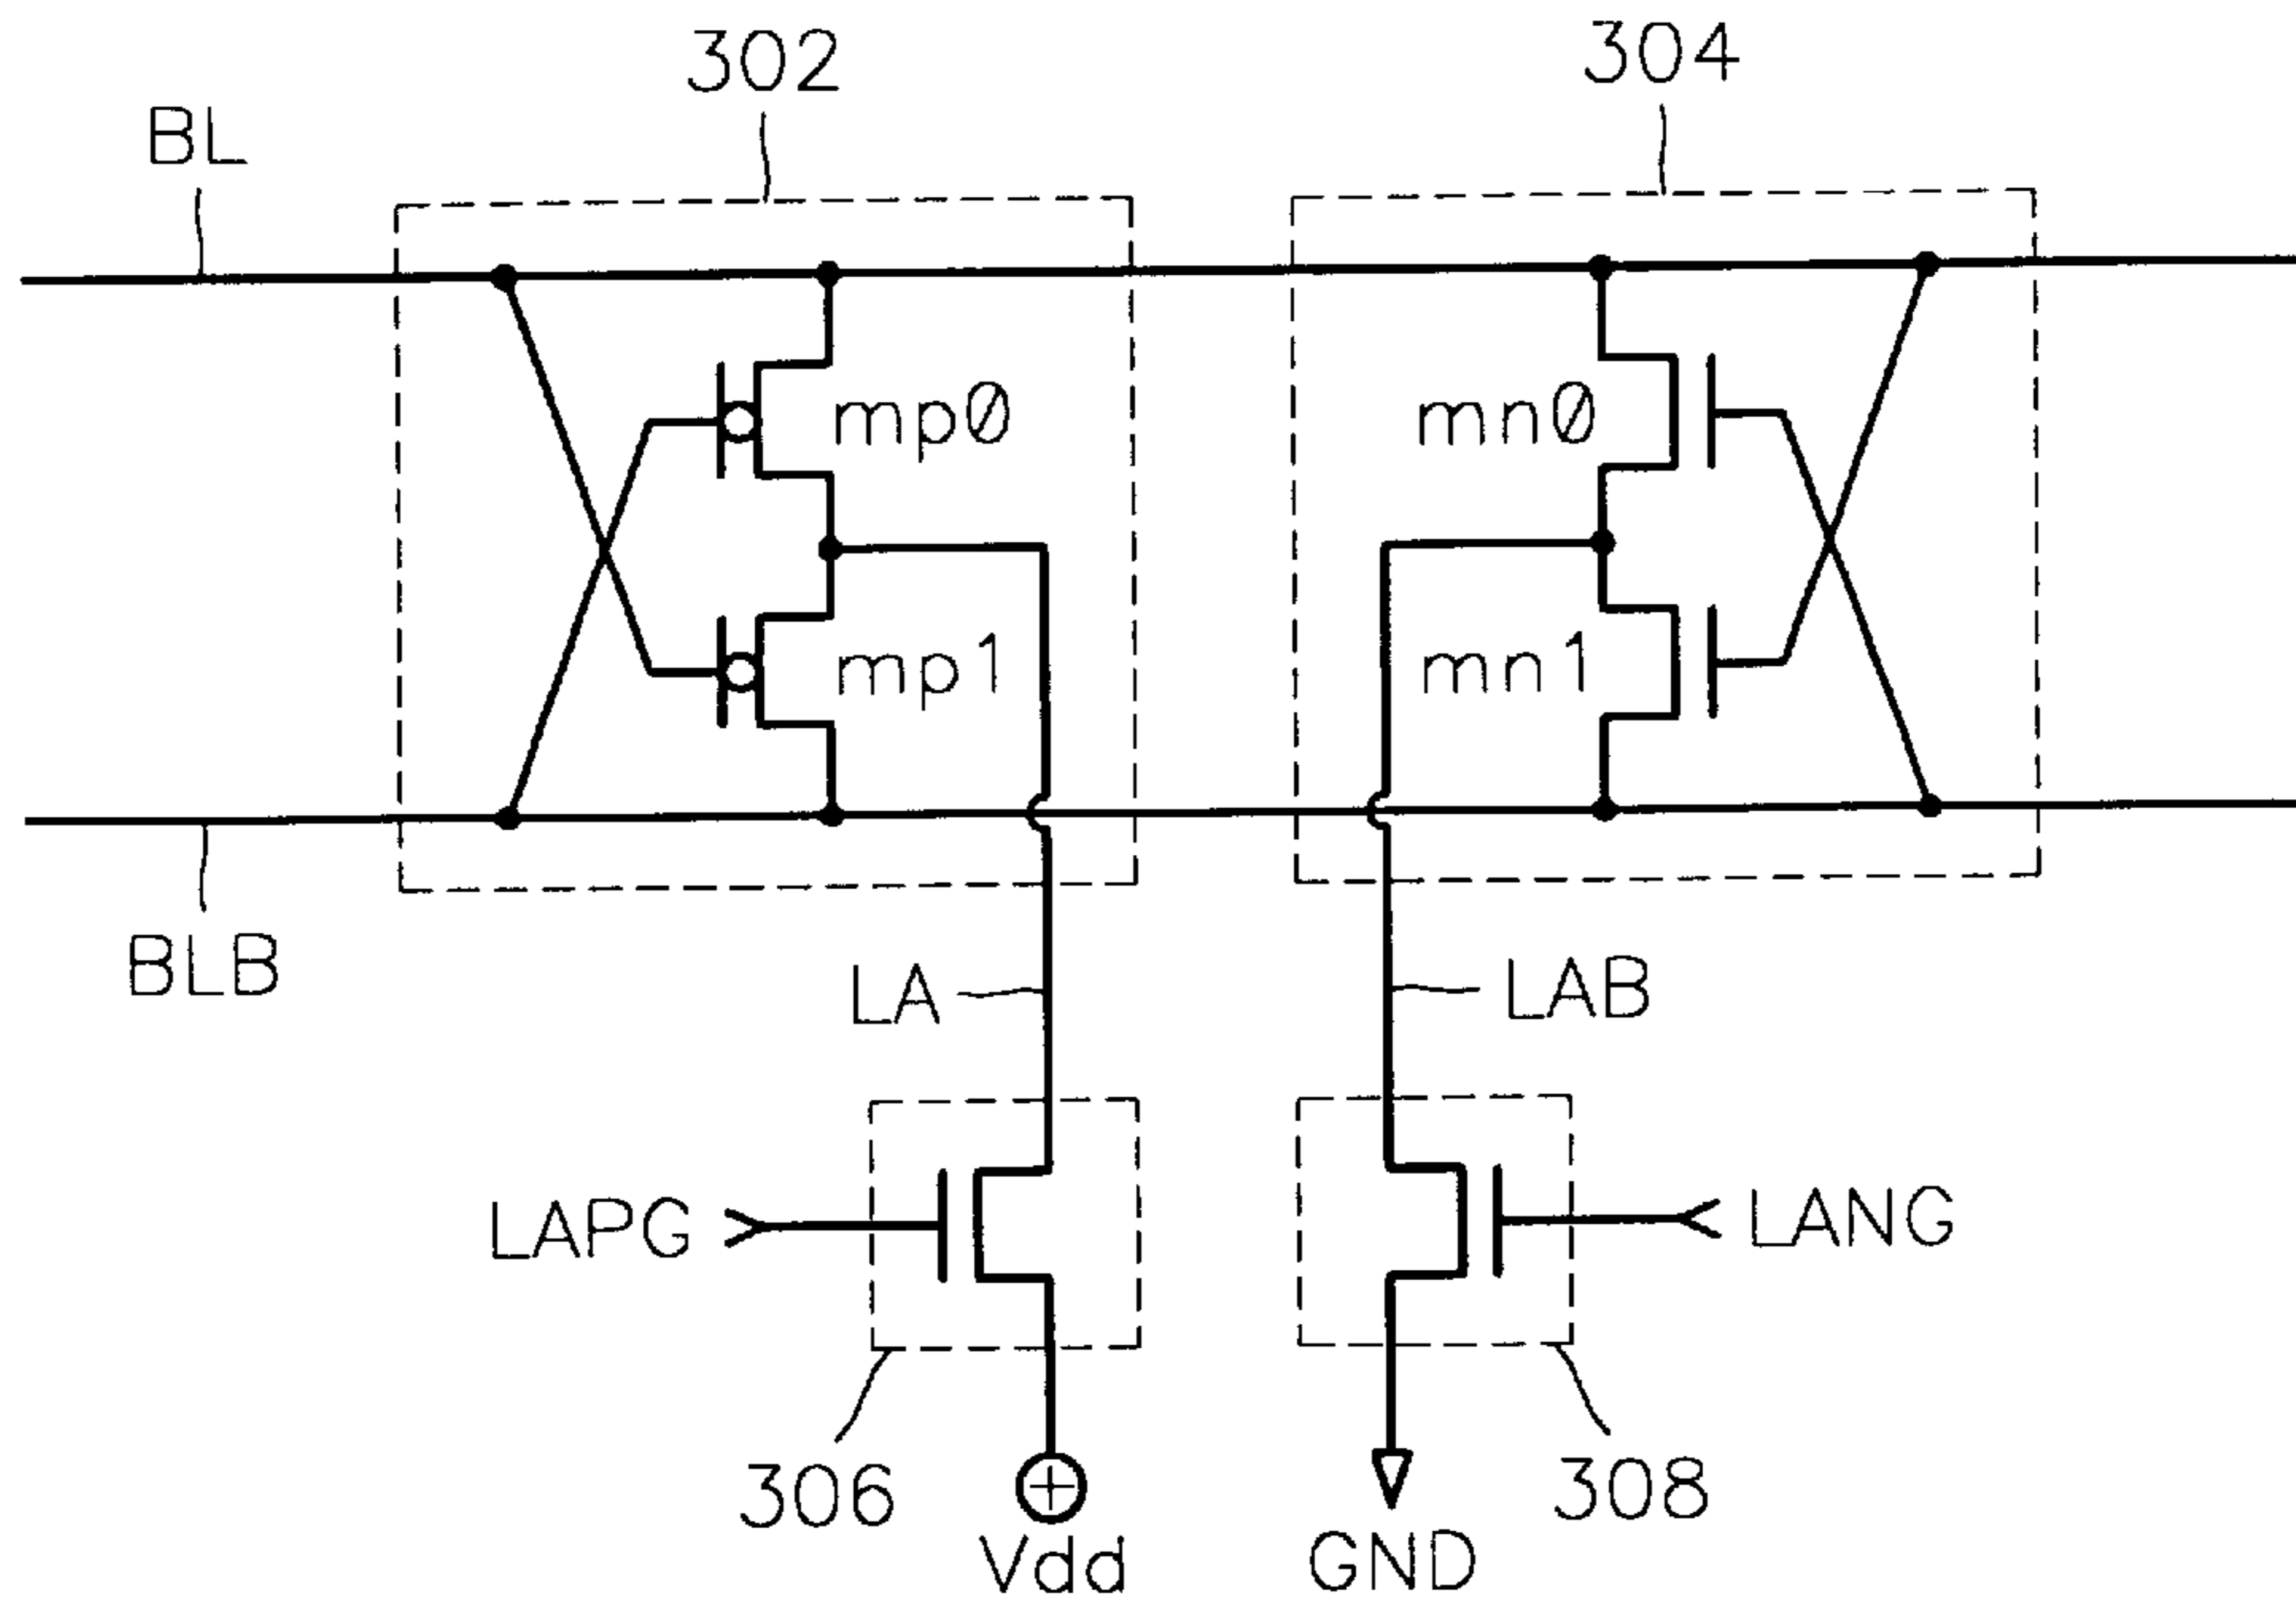 302
304
BL
mp0
mn0
mp1
mn1
BLB
LA
LAB
LAPG
LANG
306
308
Vdd
GND